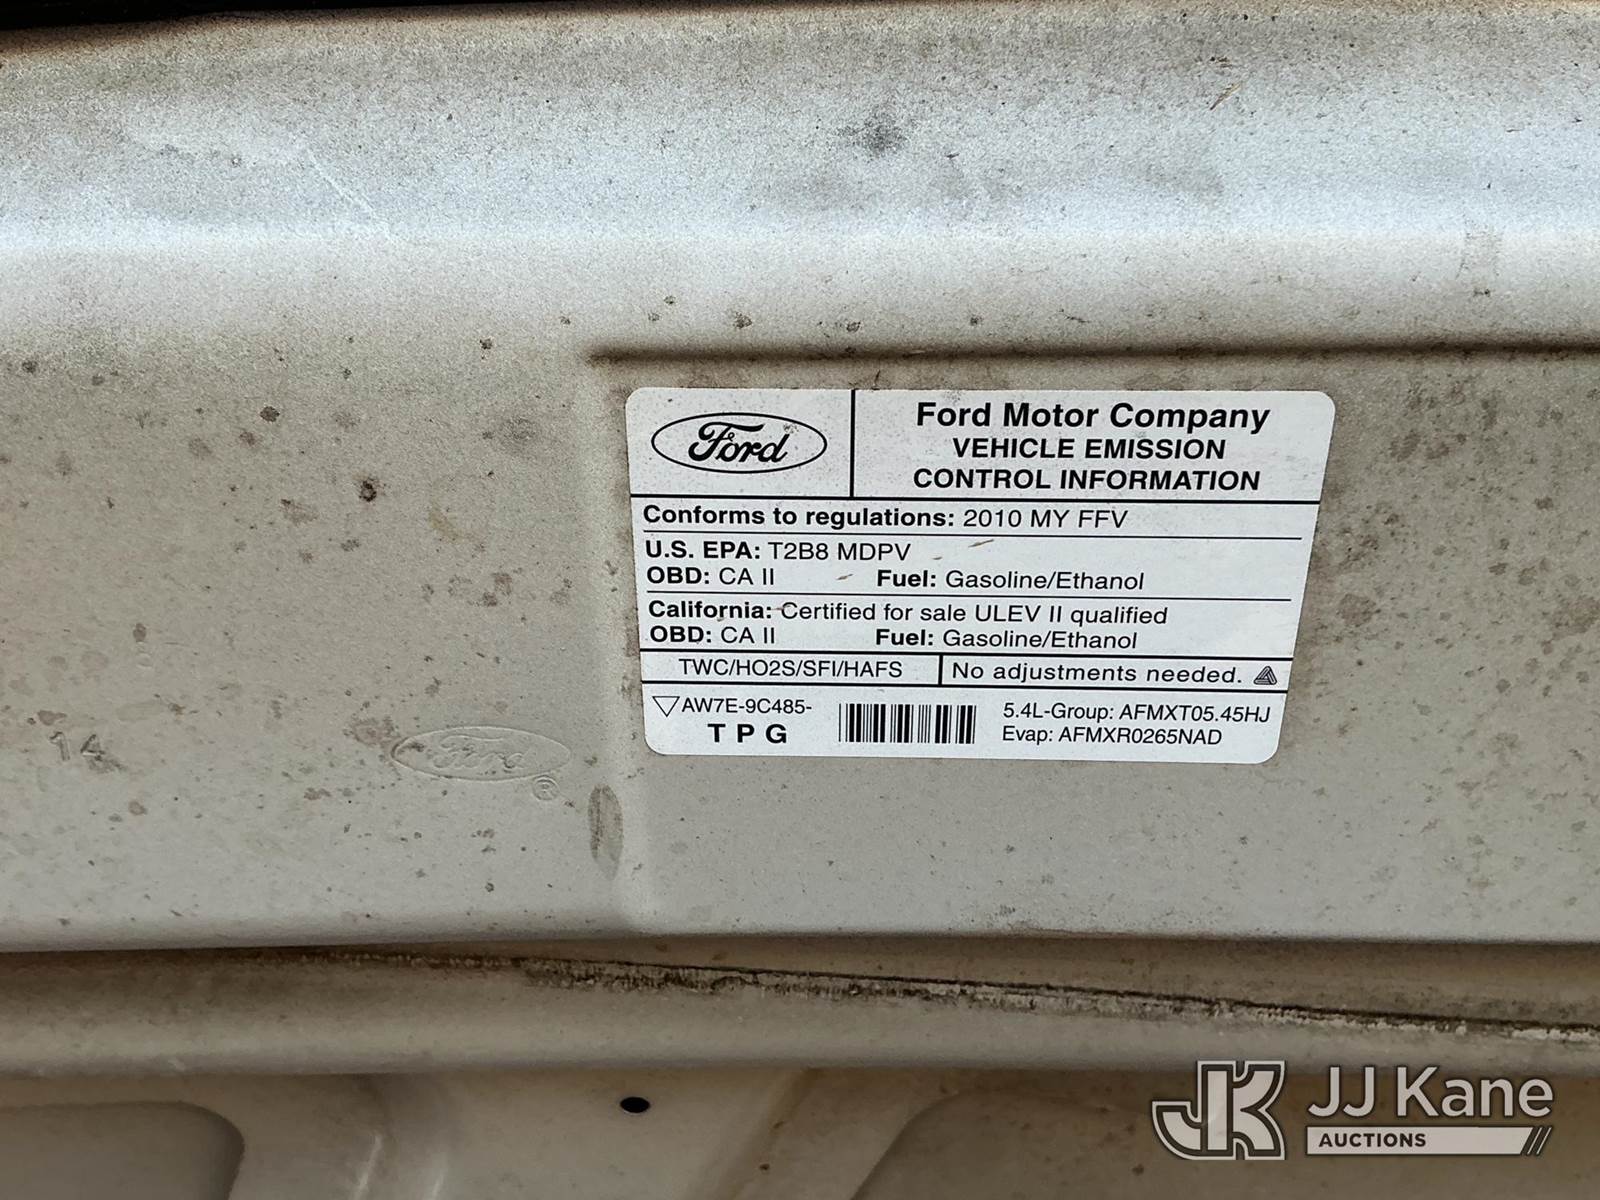 Ford
Ford Motor Company
VEHICLE EMISSION
CONTROL INFORMATION
Conforms to regulations: 2010 MY FFV
U.S. EPA: T2B8 MDPV
OBD: CA II Fuel: Gasoline/Ethanol
California: Certified for sale ULEV II qualified
OBD: CA II Fuel: Gasoline/Ethanol
TWC/HO2S/SFI/HAFS No adjustments needed.
AW7E-9C485-
T P G
5.4L-Group: AFMXT05.45HJ
Evap: AFMXR0265NAD
14
Ford ®
JK JJ Kane
AUCTIONS